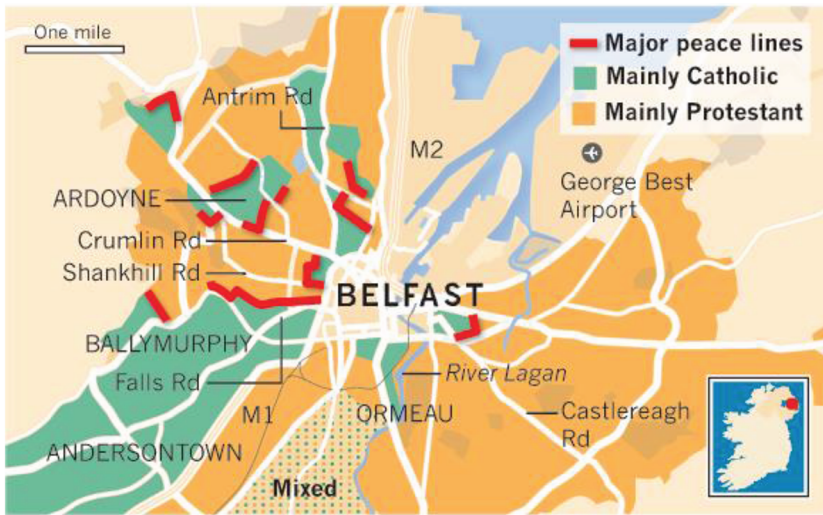 One mile
Major peace lines
Mainly Catholic
Mainly Protestant
Antrim Rd
M2
George Best
Airport
ARDOYNE
Crumlin Rd
Shankhill Rd
BELFAST
BALLYMURPHY
Falls Rd
River Lagan
M1
ORMEAU
Castlereagh
Rd
ANDERSONTOWN
Mixed